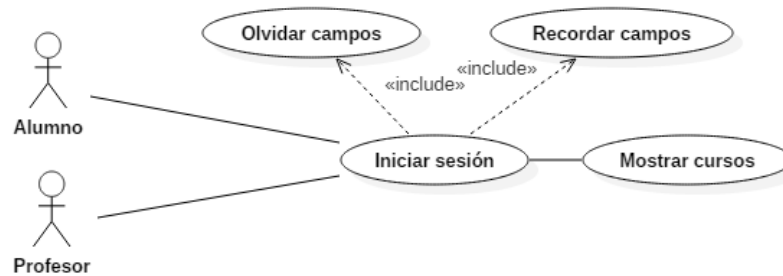 Olvidar campos
Recordar campos
«include»
«include»
Alumno
Iniciar sesión
Mostrar cursos
Profesor